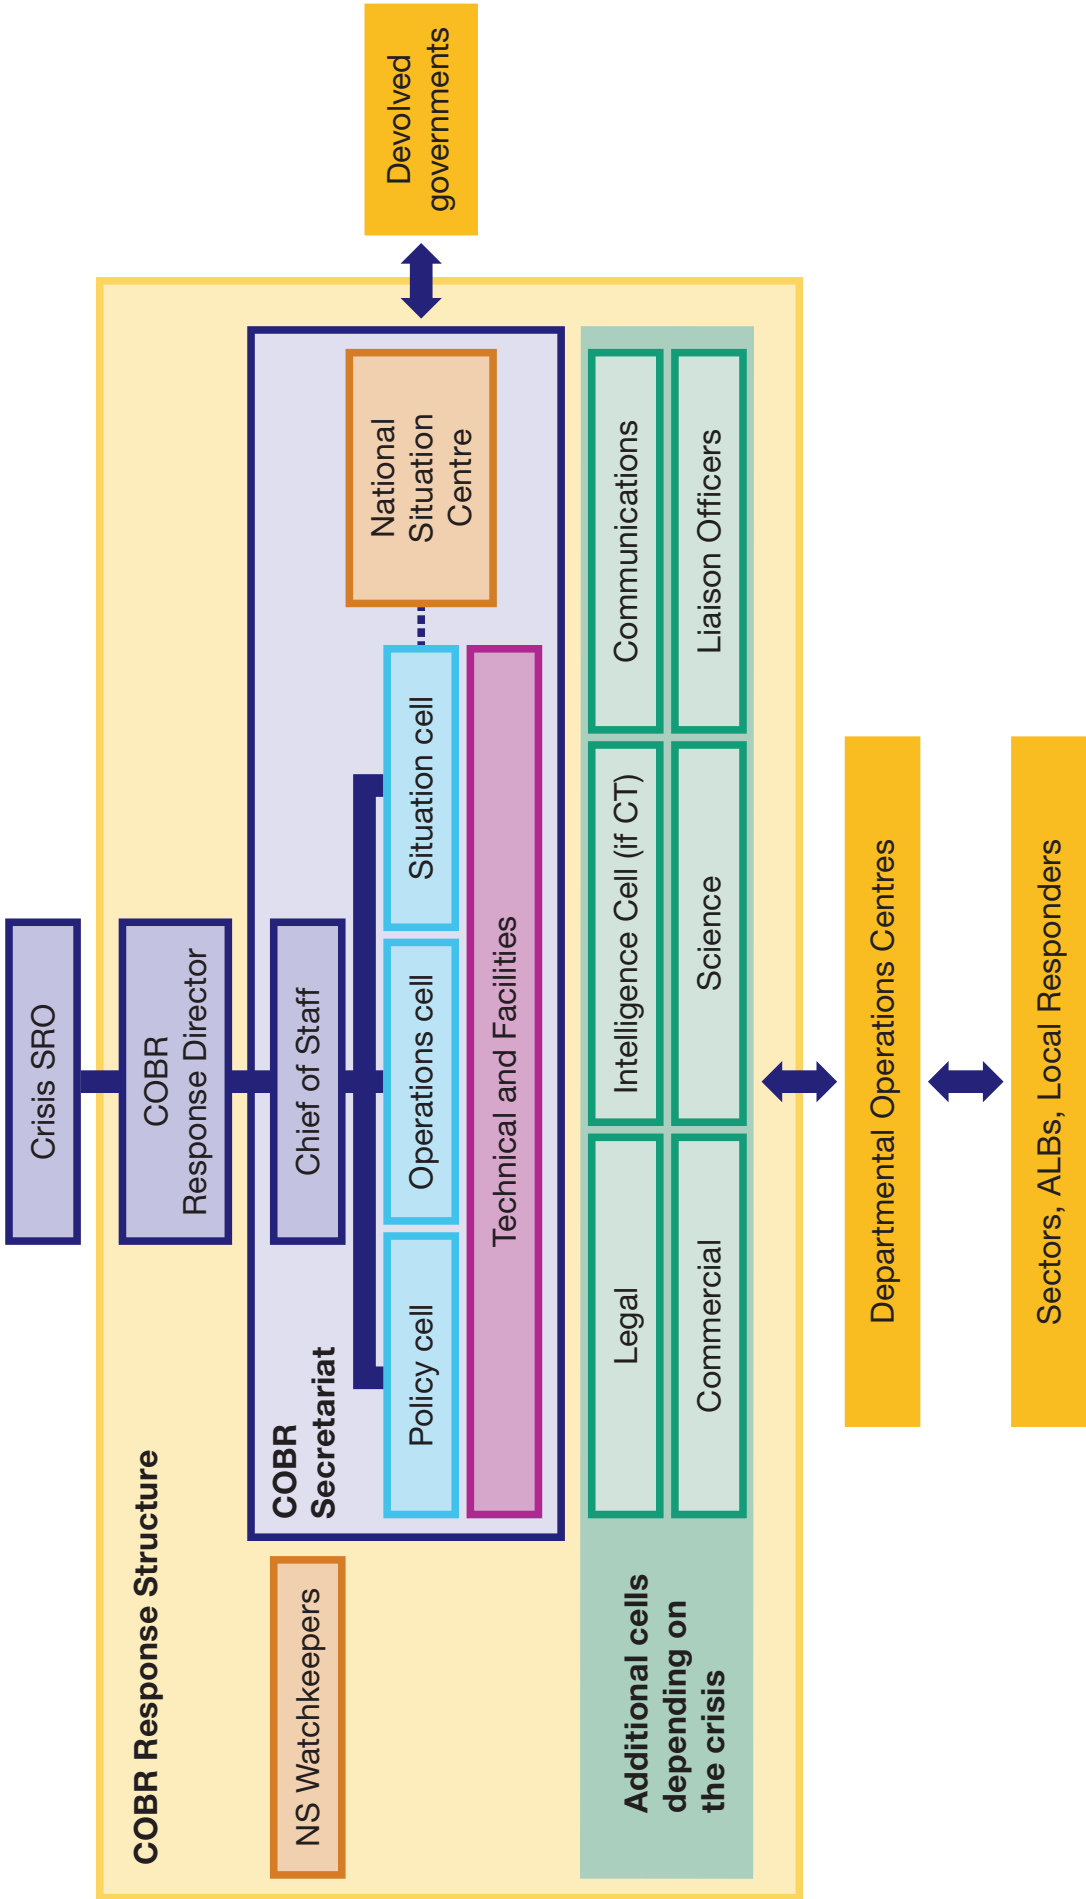 Crisis SRO
COBR Response Structure
COBR
Response Director
NS Watchkeepers
COBR
Secretariat
Chief of Staff
Policy cell
Operations cell
Situation cell
National
Situation
Centre
Devolved
governments
Technical and Facilities
Additional cells
depending on
the crisis
Legal
Intelligence Cell (if CT)
Communications
Commercial
Science
Liaison Officers
Departmental Operations Centres
Sectors, ALBs, Local Responders